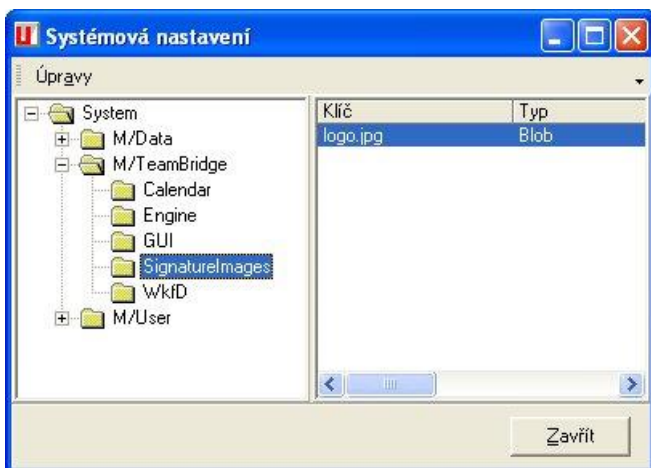 Systémová nastavení
Úpravy
System
M/Data
M/TeamBridge
Calendar
Engine
GUI
SignatureImages
WkfD
M/User
Klíč Typ
logo.jpg Blob
Zavřít